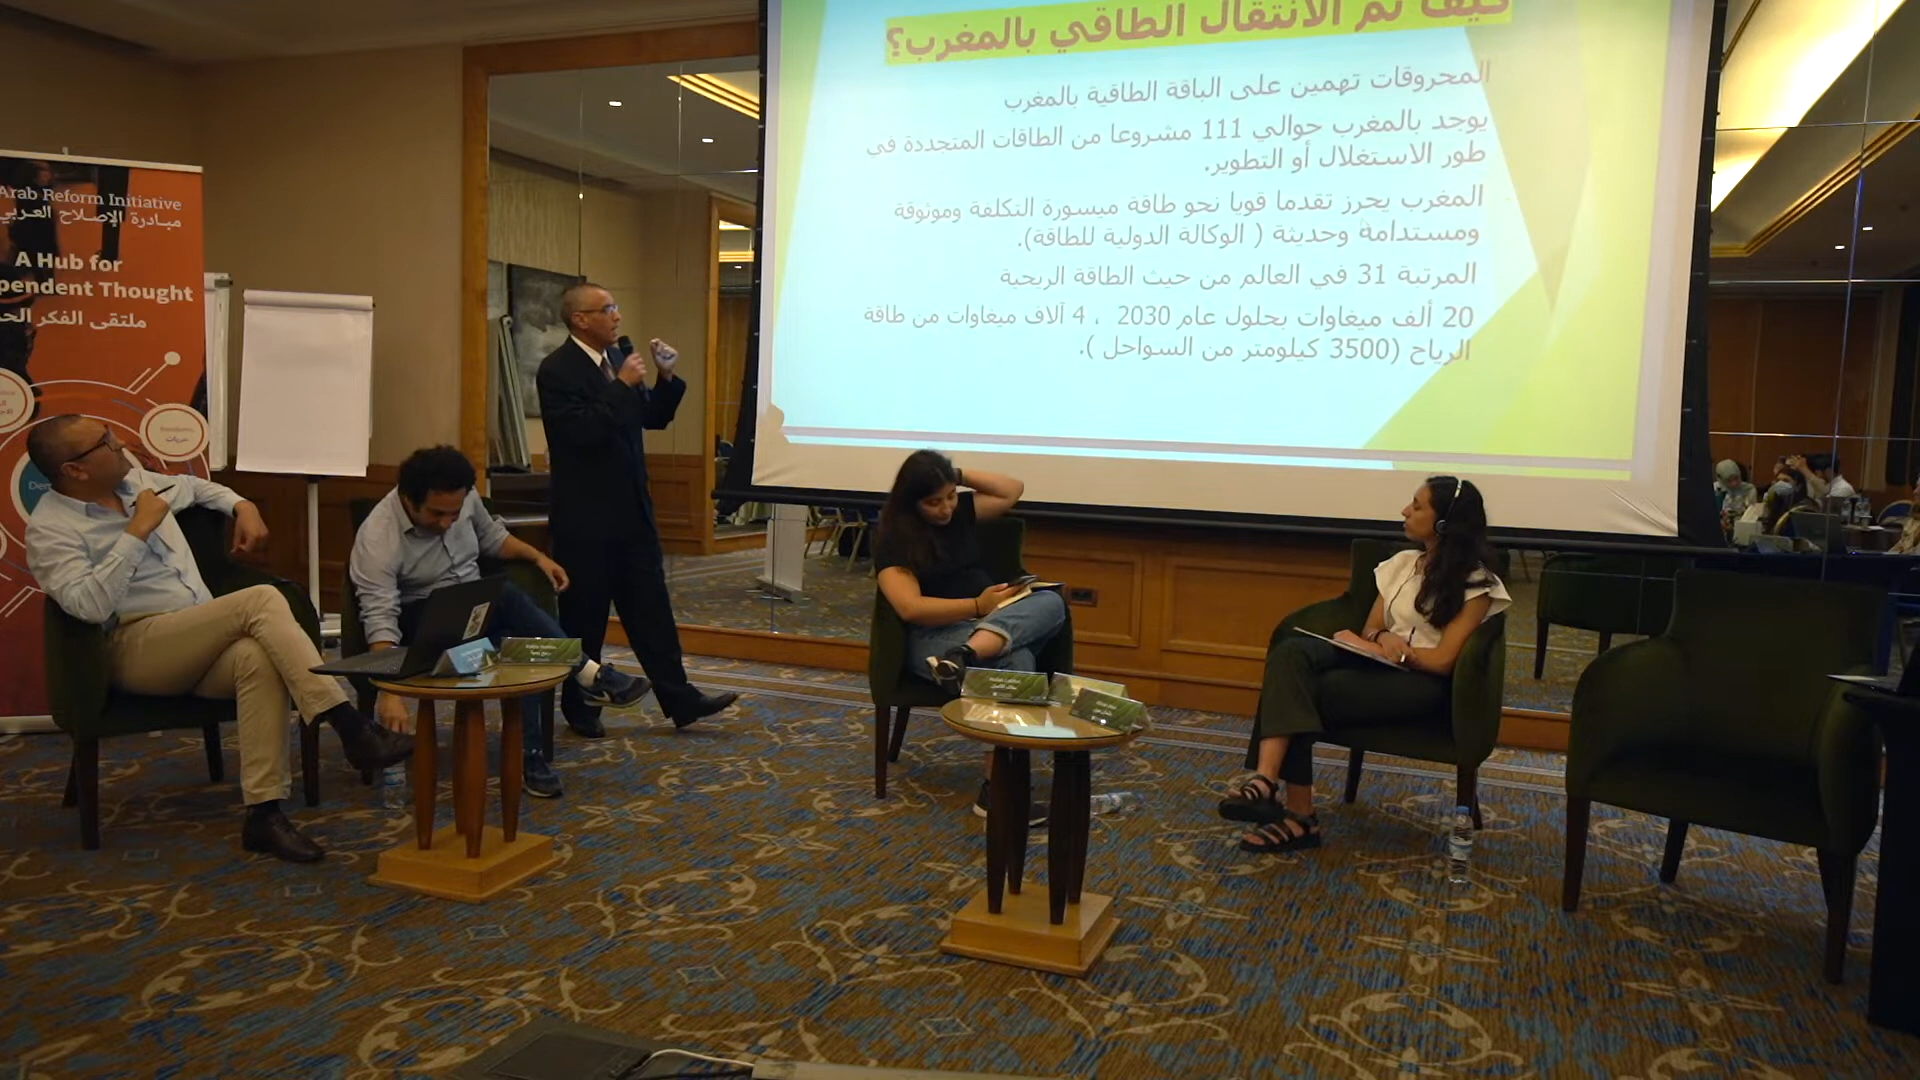 Arab Reform Initiative
مبادرة الإصلاح العربي
A Hub for
pendent Thought
ملتقى الفكر الحر
كيف تم الانتقال الطاقي بالمغرب؟
المحروقات تهمين على الباقة الطاقية بالمغرب
يوجد بالمغرب حوالي 111 مشروعا من الطاقات المتجددة في
طور الاستغلال أو التطوير.
المغرب يحرز تقدما قويا نحو طاقة ميسورة التكلفة وموثوقة
ومستدامة وحديثة ( الوكالة الدولية للطاقة).
المرتبة 31 في العالم من حيث الطاقة الريحية
20 ألف ميغاوات بحلول عام 2030 ، 4 آلاف ميغاوات من طاقة
الرياح (3500 كيلومتر من السواحل ).